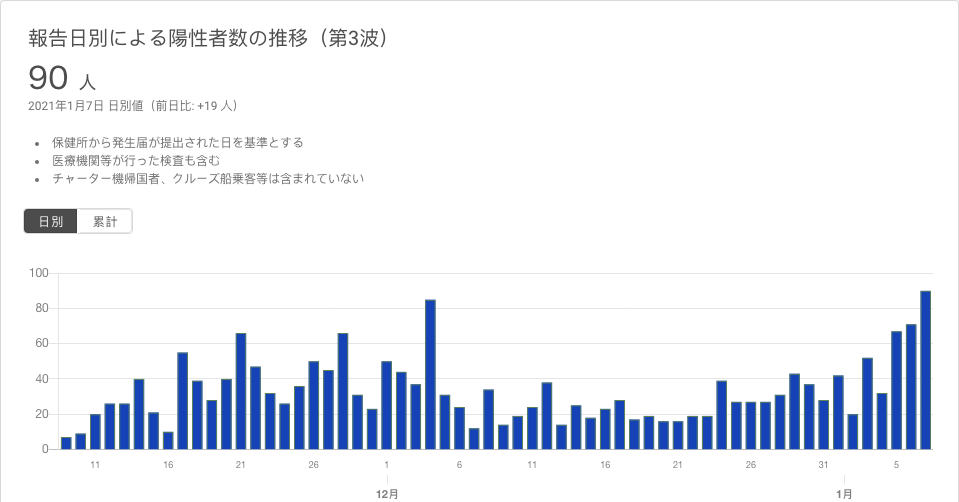 報告日別による陽性者数の推移（第3波）
90 人
2021年1月7日 日別値（前日比: +19 人）
• 保健所から発生届が提出された日を基準とする
• 医療機関等が行った検査も含む
• チャーター機帰国者、クルーズ船乗客等は含まれていない
日別 累計
100
80
60
40
20
0
11 16 21 26 1 6 11 16 21 26 31 5
12月 1月